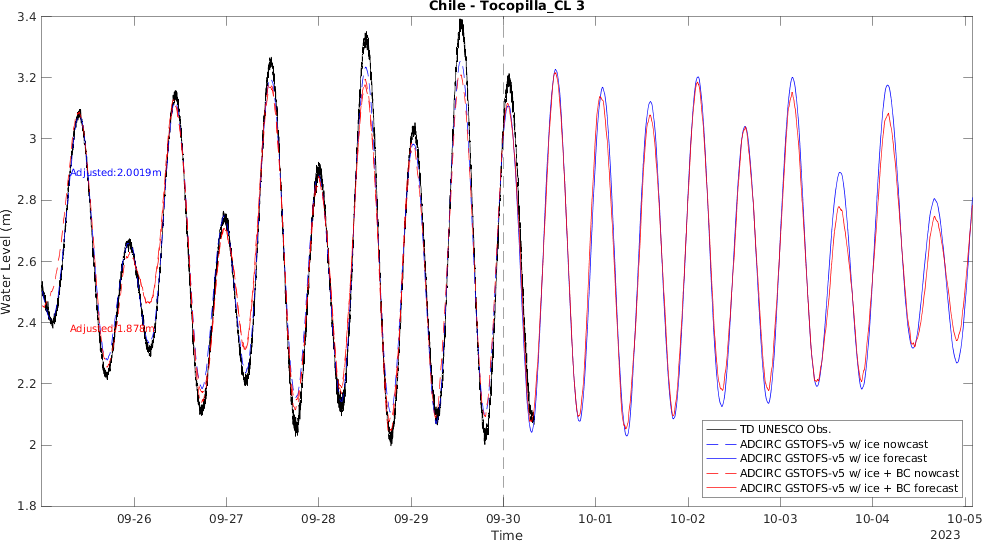 Chile - Tocopilla_CL 3
3.4
3.2
3
2.8
2.6
2.4
2.2
2
1.8
Water Level (m)
Adjusted:2.0019m
Adjusted:1.878m
TD UNESCO Obs.
ADCIRC GSTOFS-v5 w/ ice nowcast
ADCIRC GSTOFS-v5 w/ ice forecast
ADCIRC GSTOFS-v5 w/ ice + BC nowcast
ADCIRC GSTOFS-v5 w/ ice + BC forecast
09-26 09-27 09-28 09-29 09-30 10-01 10-02 10-03 10-04 10-05
Time
2023